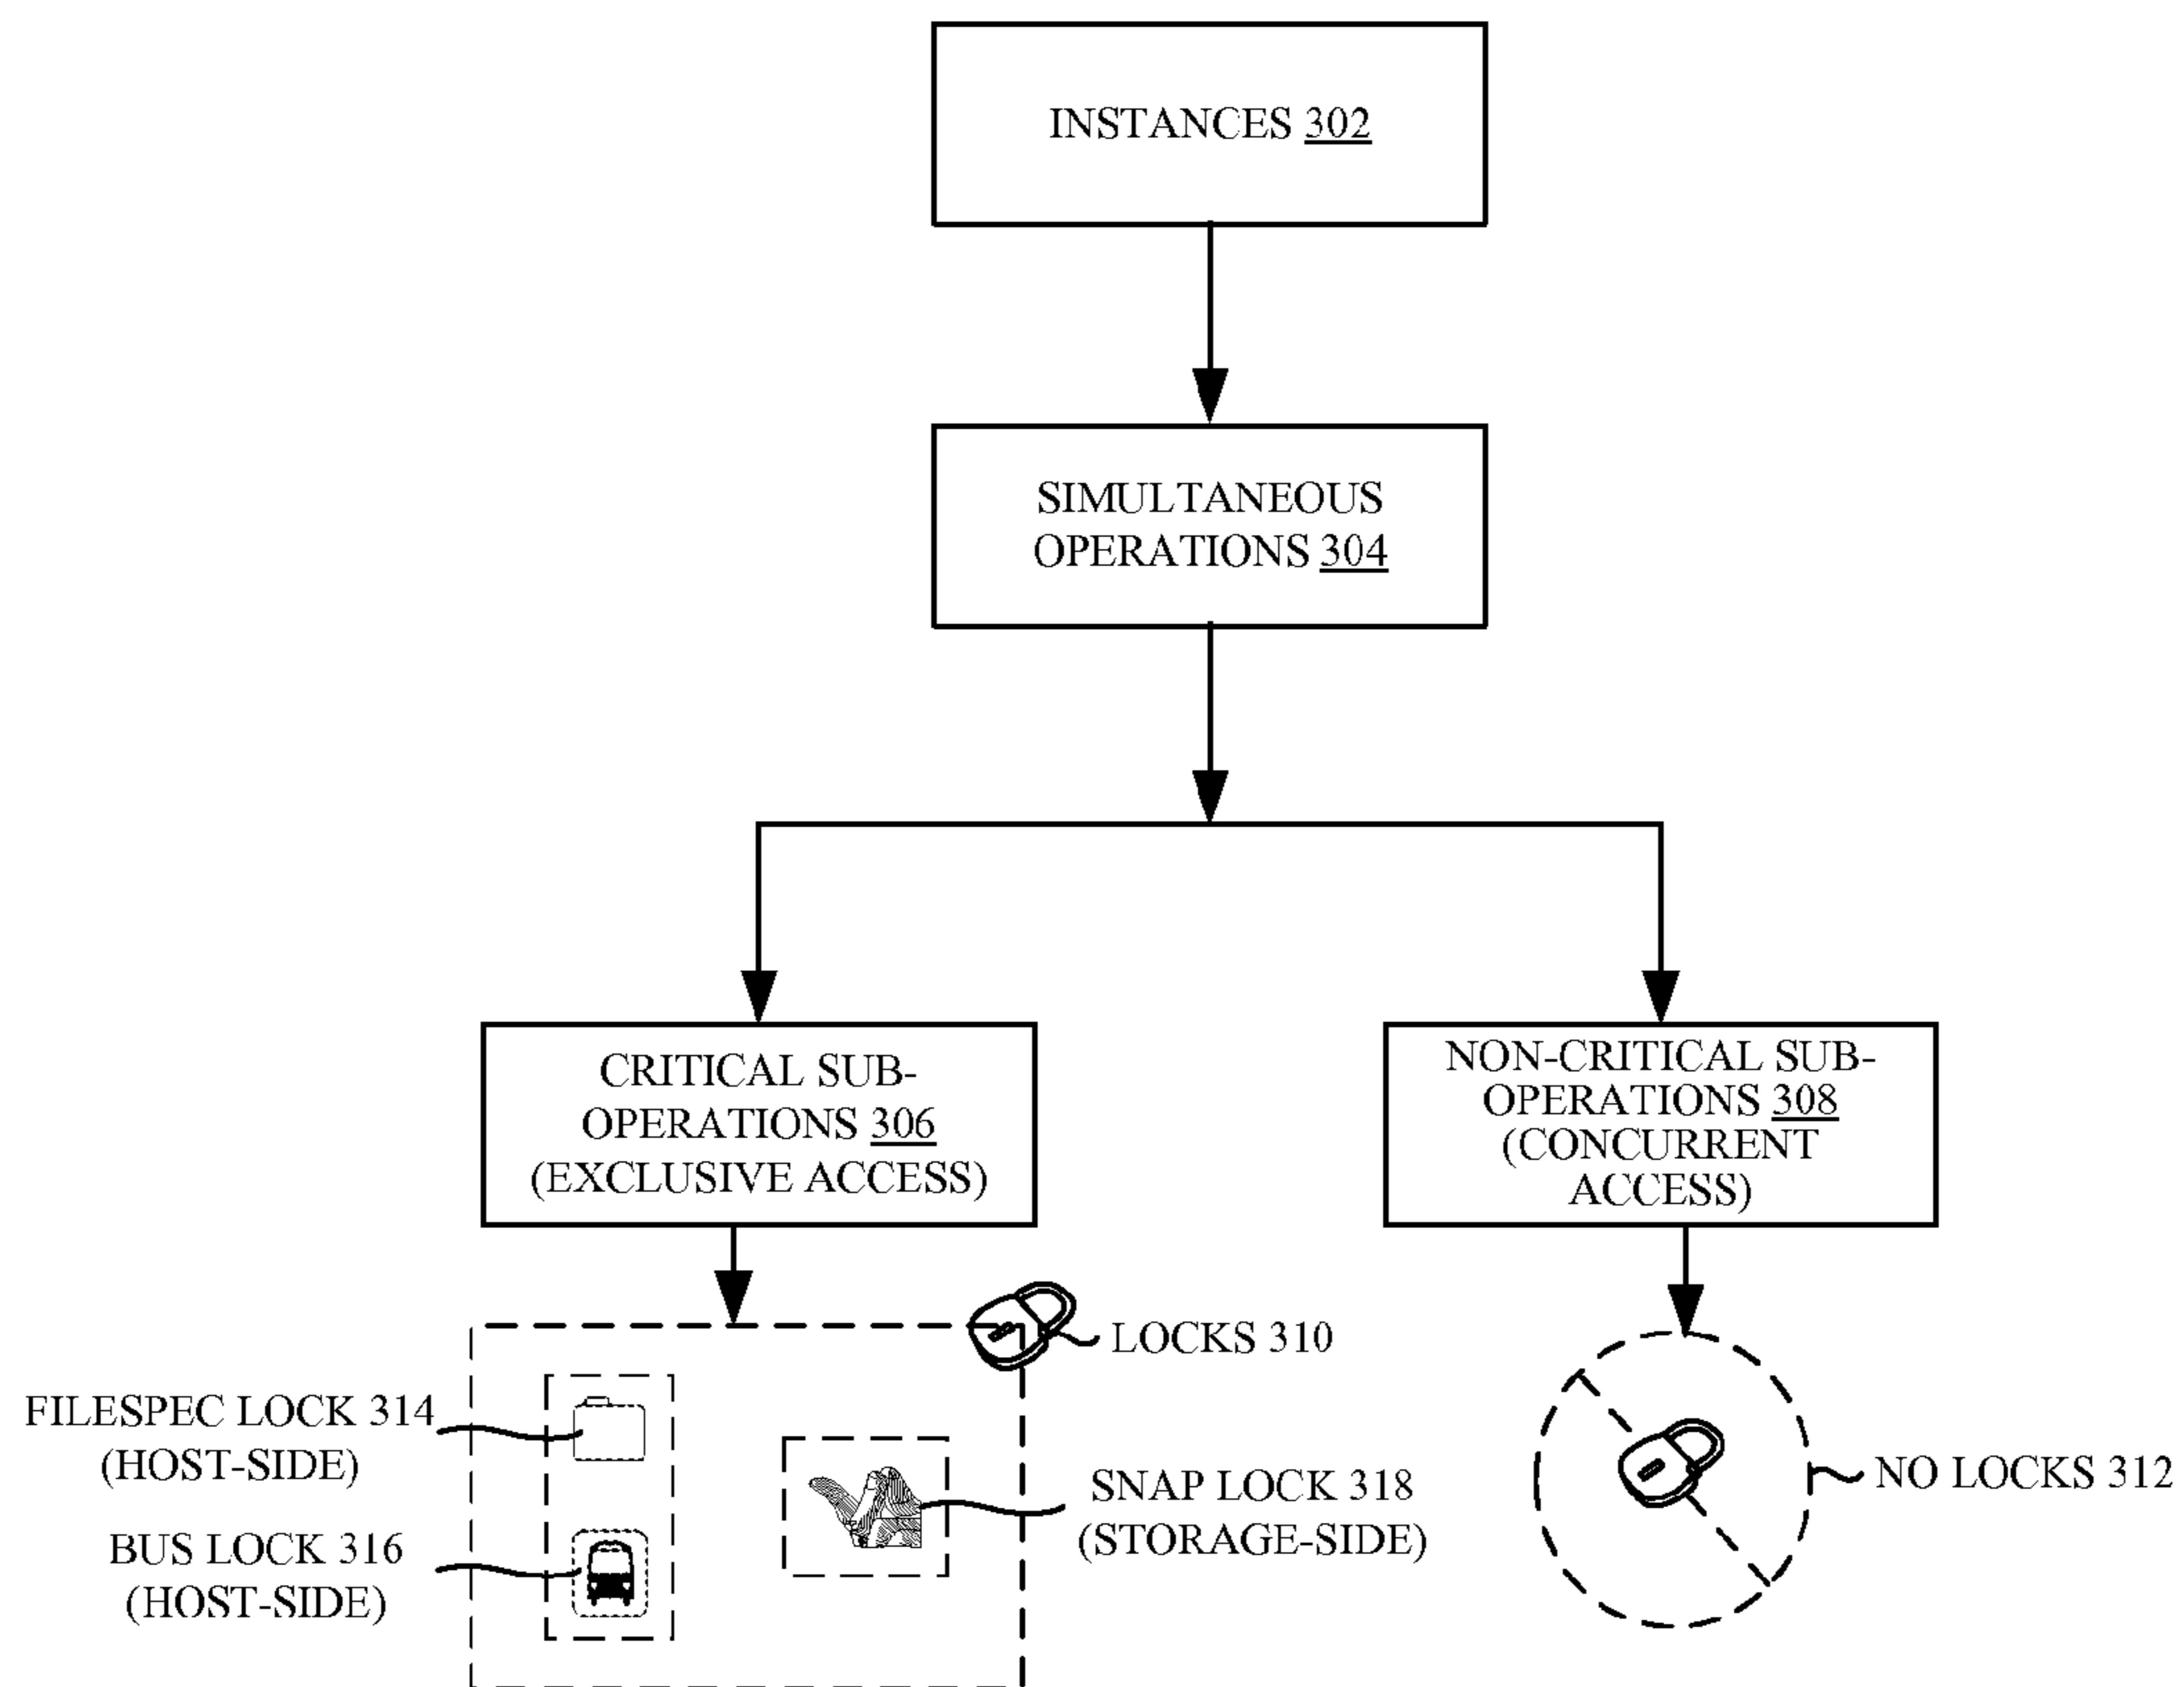 INSTANCES 302
SIMULTANEOUS
OPERATIONS 304
CRITICAL SUB-
OPERATIONS 306
(EXCLUSIVE ACCESS)
NON-CRITICAL SUB-
OPERATIONS 308
(CONCURRENT
ACCESS)
LOCKS 310
FILESPEC LOCK 314
(HOST-SIDE)
BUS LOCK 316
(HOST-SIDE)
SNAP LOCK 318
(STORAGE-SIDE)
NO LOCKS 312